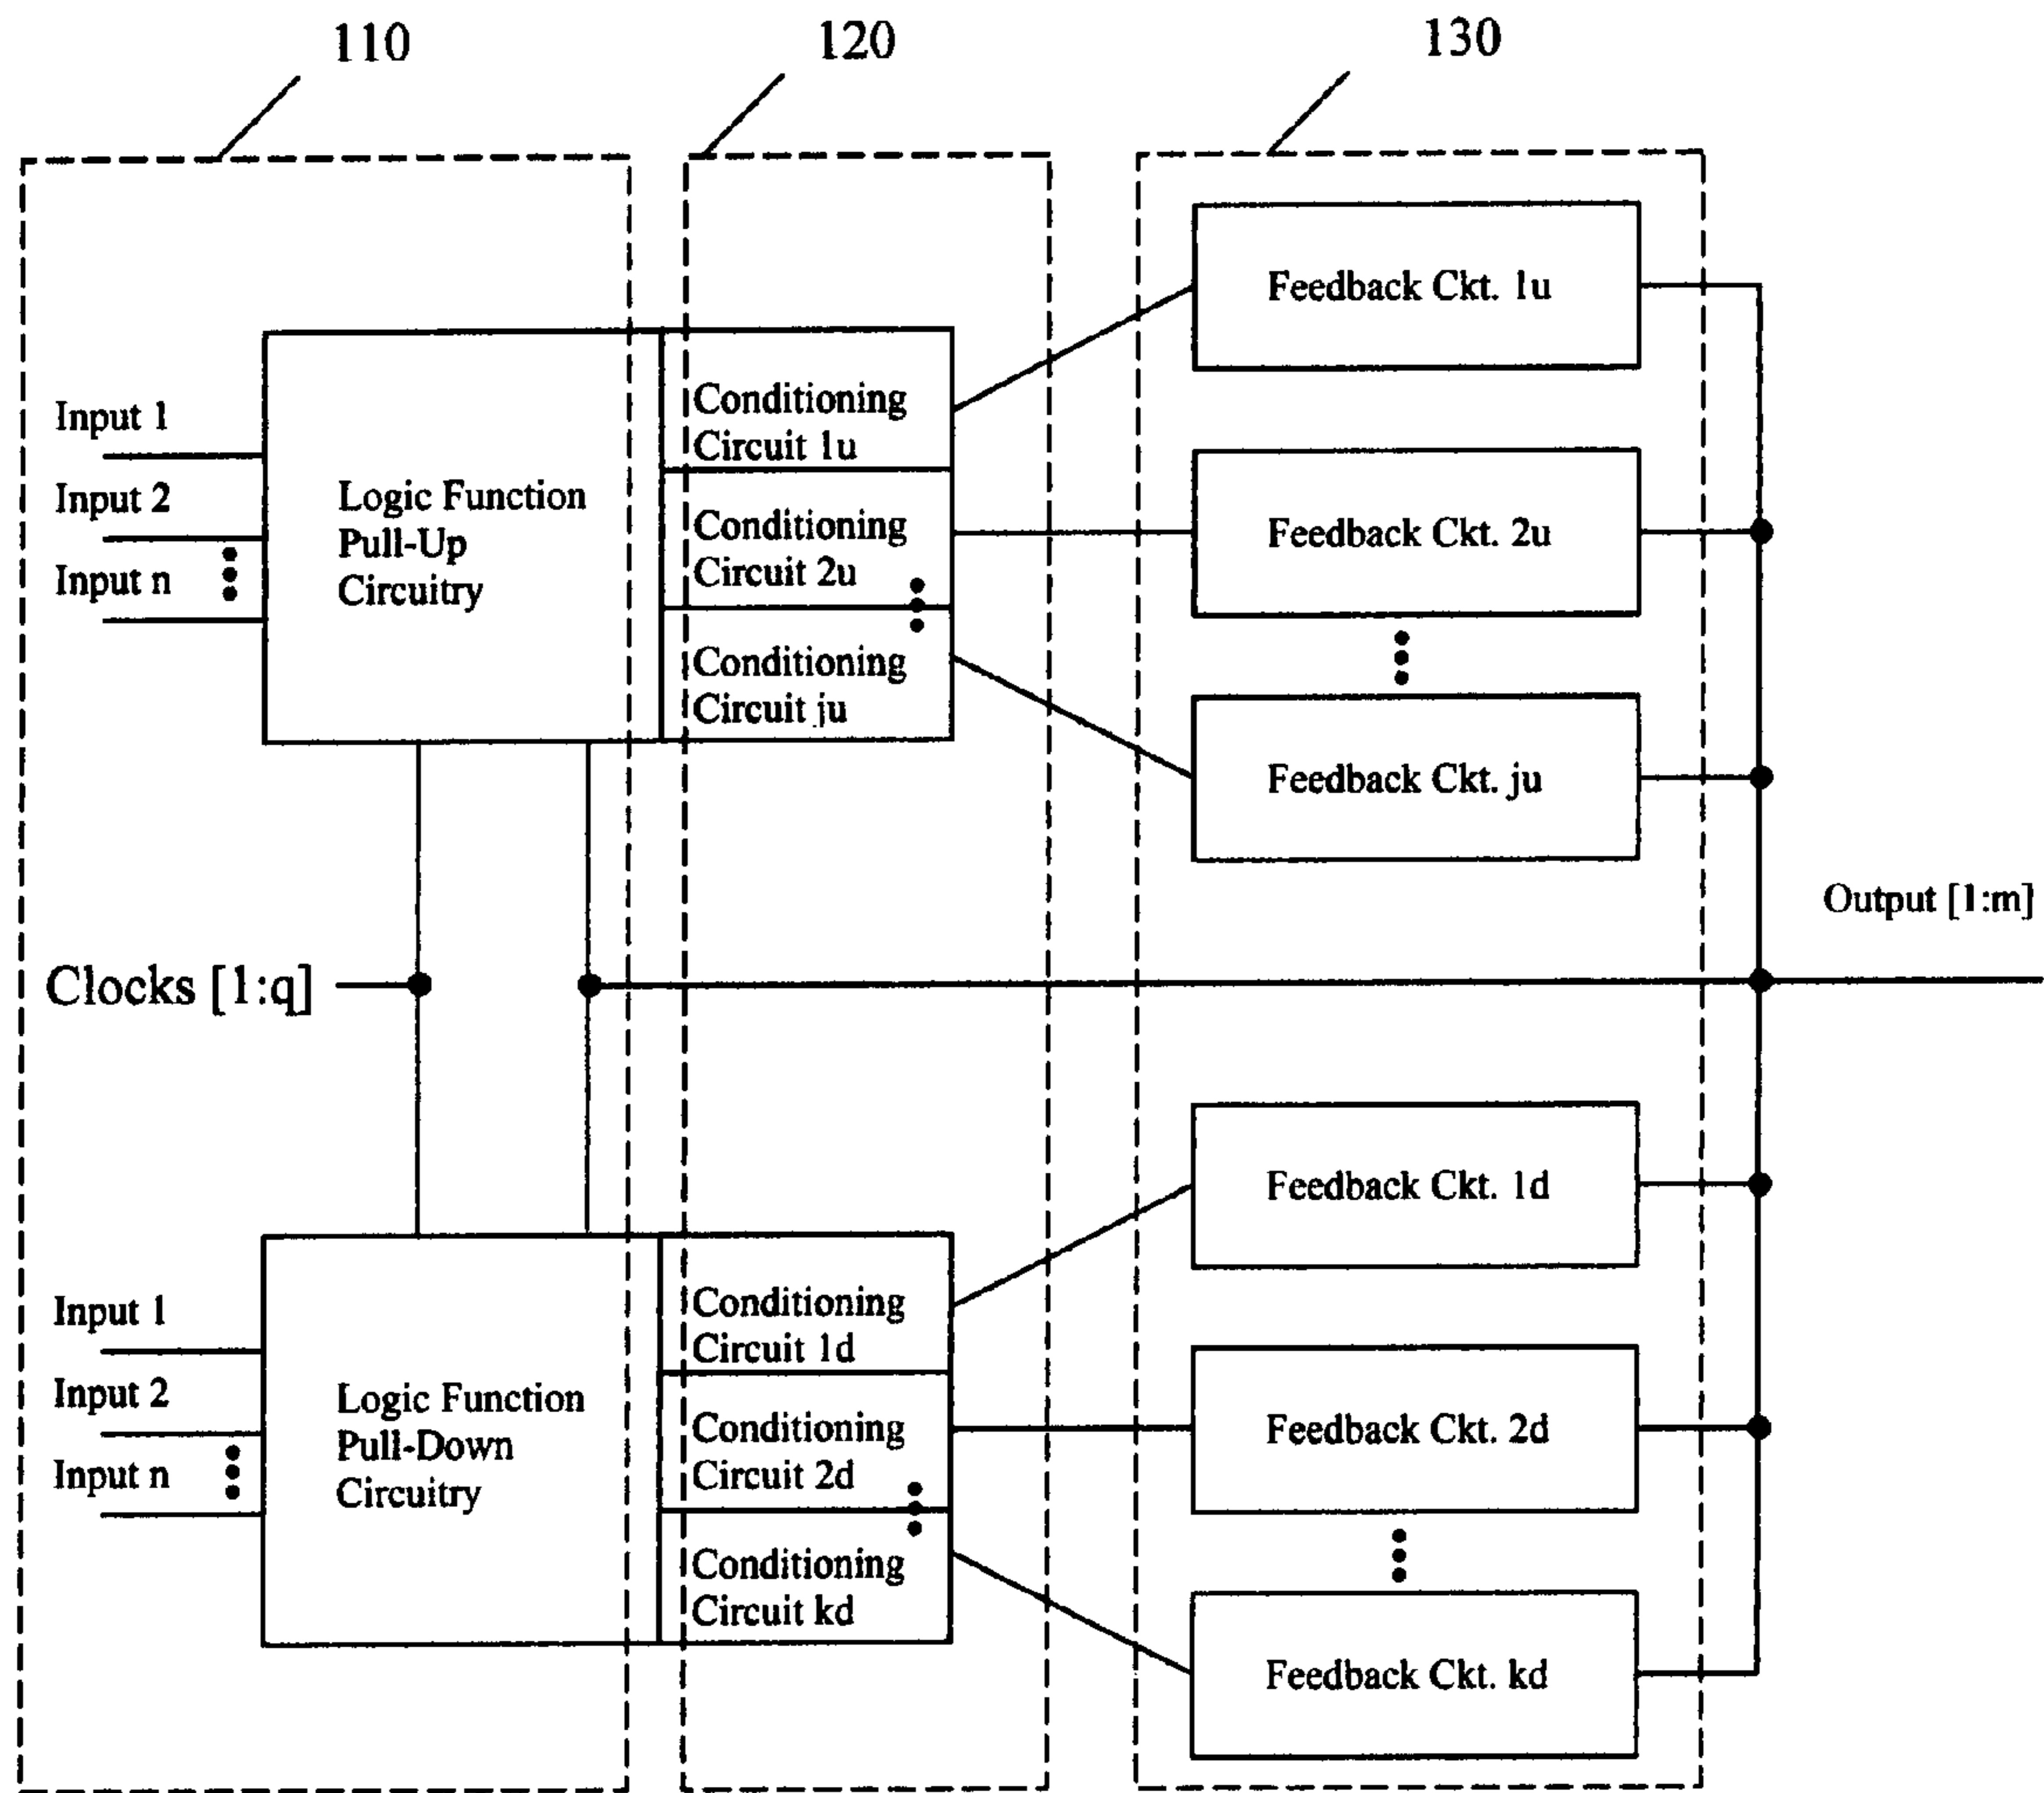 110
120
130
Feedback Ckt. 1u
Input 1
Input 2
Input n
Logic Function
Pull-Up
Circuitry
Conditioning
Circuit 1u
Conditioning
Circuit 2u
Conditioning
Circuit ju
Feedback Ckt. 2u
Feedback Ckt. ju
Output [1:m]
Clocks [1:q]
Input 1
Input 2
Input n
Logic Function
Pull-Down
Circuitry
Conditioning
Circuit 1d
Conditioning
Circuit 2d
Conditioning
Circuit kd
Feedback Ckt. 1d
Feedback Ckt. 2d
Feedback Ckt. kd